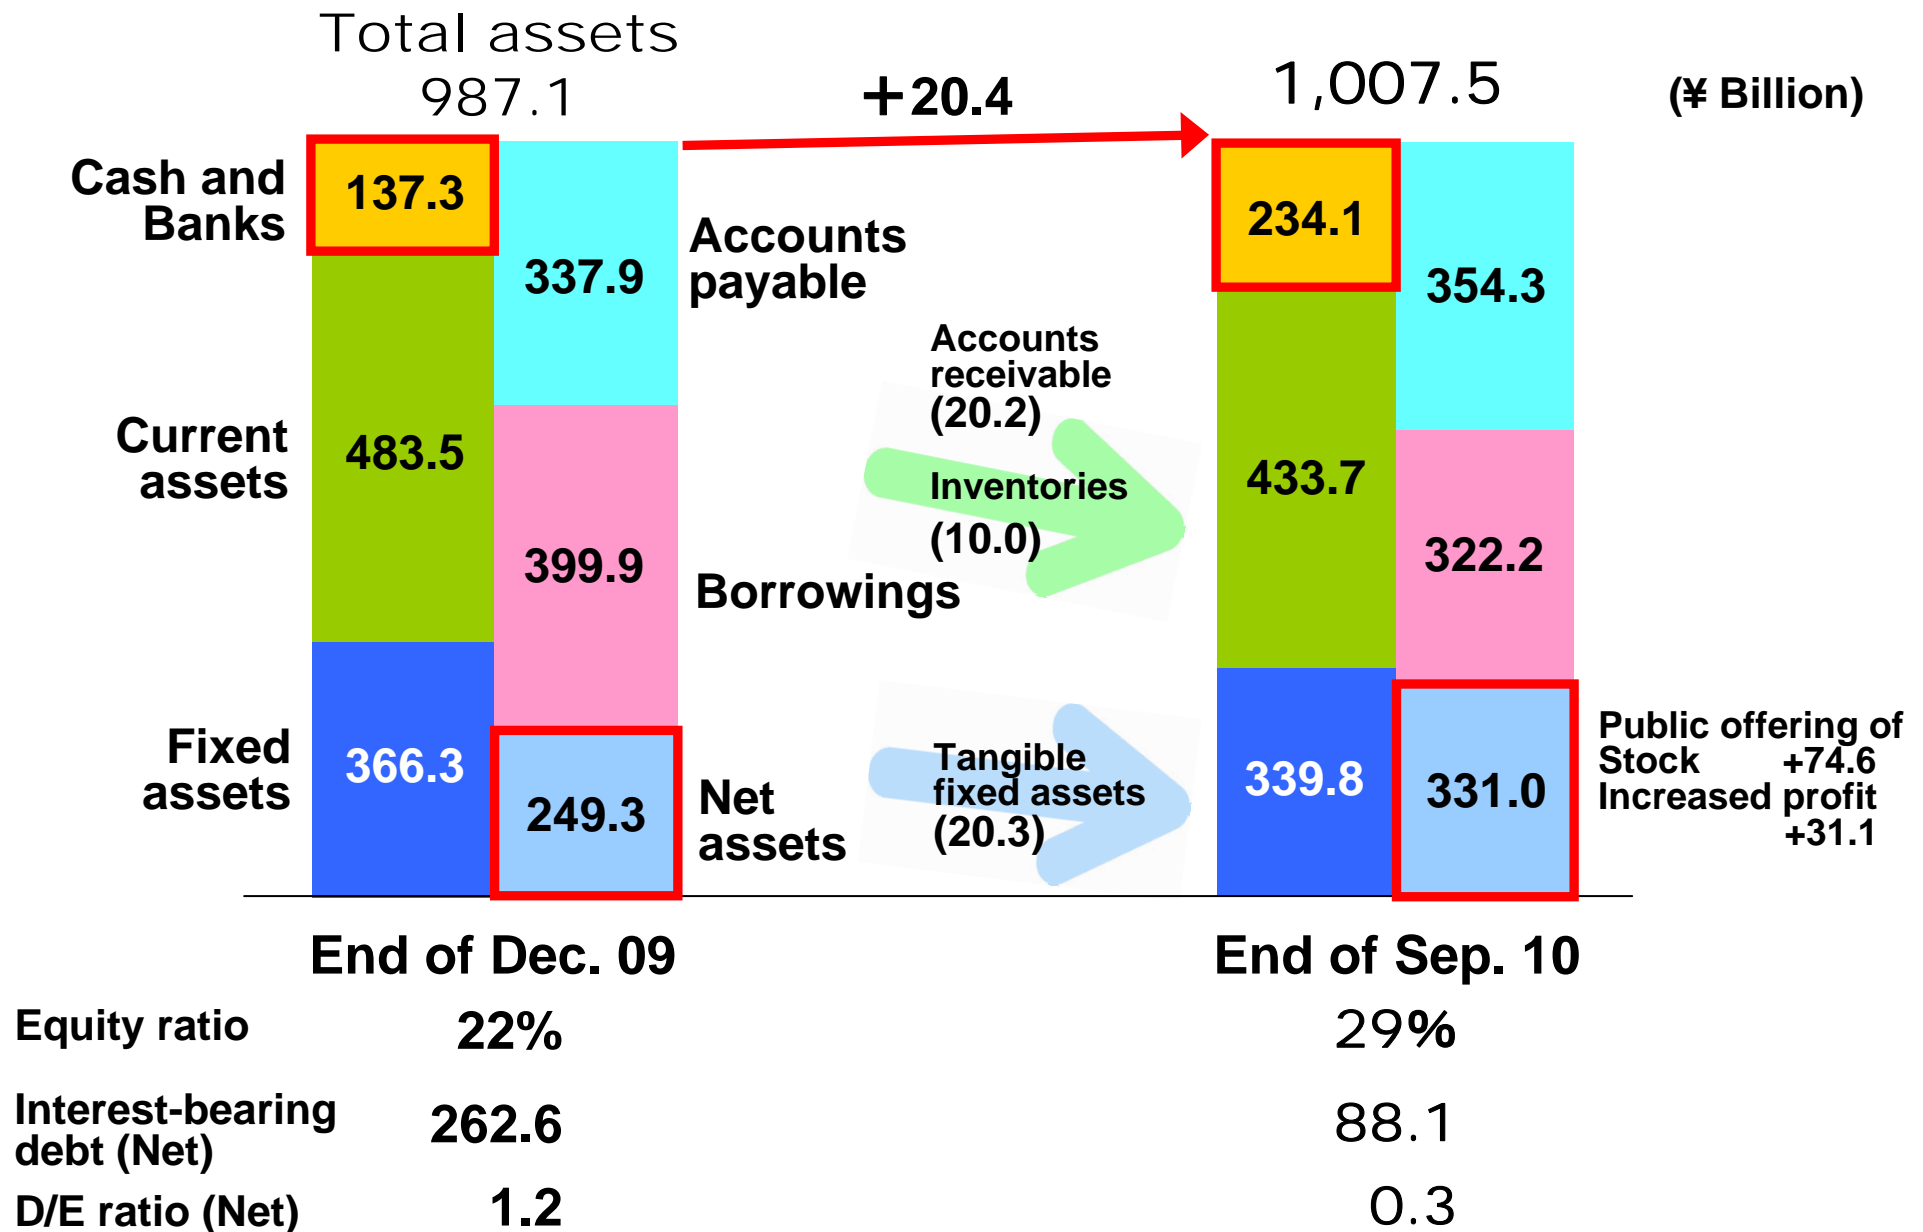 Total assets
987.1
+20.4
1,007.5
(¥ Billion)
Cash and
Banks
137.3
337.9
Accounts
payable
234.1
354.3
Current
assets
483.5
399.9
Borrowings
Accounts
receivable
(20.2)
Inventories
(10.0)
433.7
322.2
Fixed
assets
366.3
249.3
Net
assets
Tangible
fixed assets
(20.3)
339.8
331.0
Public offering of
Stock +74.6
Increased profit
+31.1
End of Dec. 09
End of Sep. 10
Equity ratio 22% 29%
Interest-bearing
debt (Net) 262.6 88.1
D/E ratio (Net) 1.2 0.3